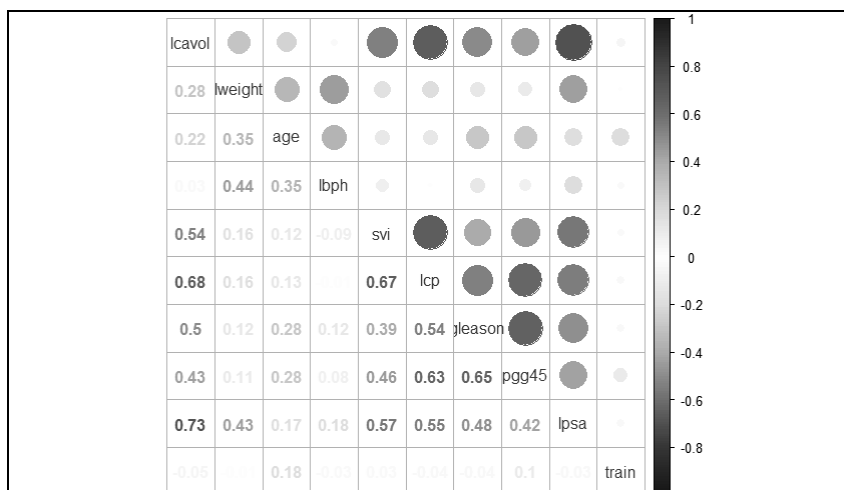 lcavol
0.28 lweight
0.22 0.35 age
0.03 0.44 0.35 lbph
0.54 0.16 0.12 -0.09 svi
0.68 0.16 0.13 0.67 lcp
0.5 0.12 0.28 0.12 0.39 0.54 gleason
0.43 0.11 0.28 0.08 0.46 0.63 0.65 pgg45
0.73 0.43 0.17 0.18 0.57 0.55 0.48 0.42 lpsa
-0.05 0.18 -0.03 0.03 -0.04 -0.04 0.1 -0.03 train
1
0.8
0.6
0.4
0.2
0
-0.2
-0.4
-0.6
-0.8